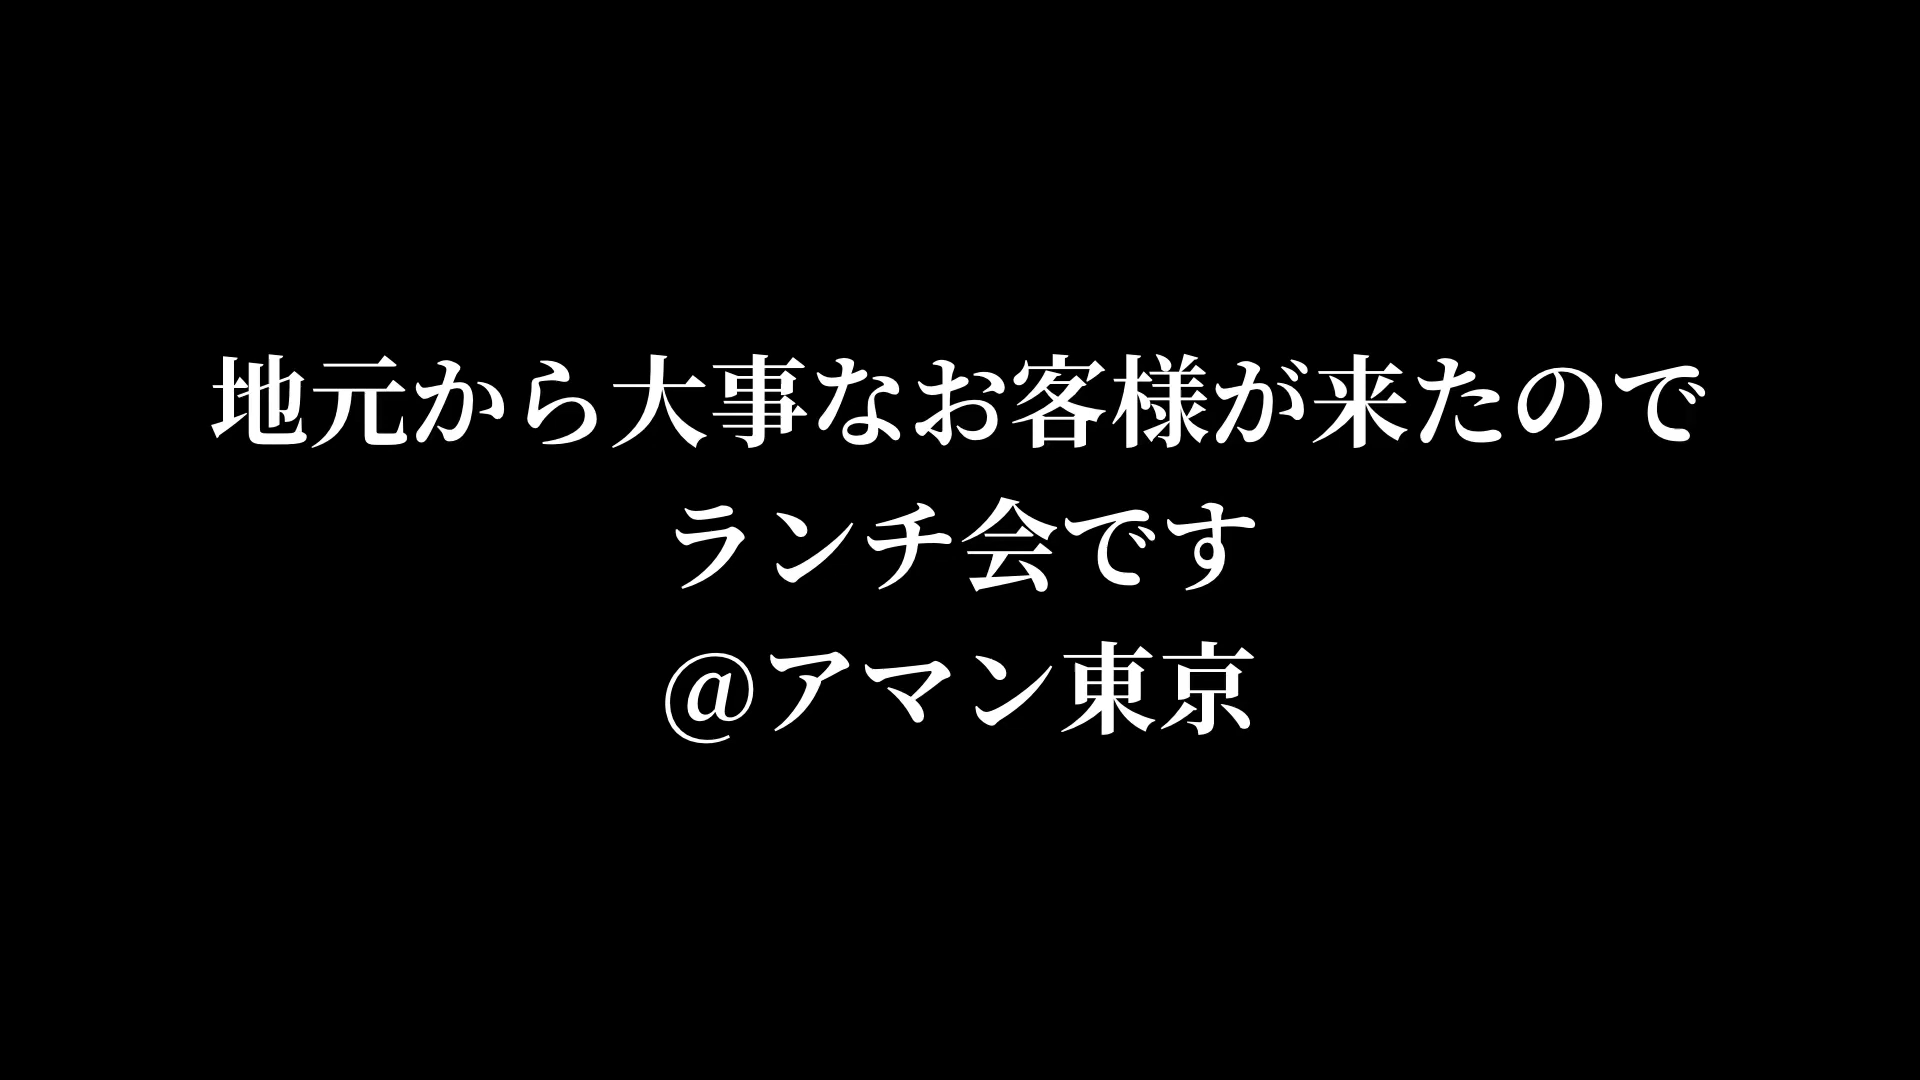 地元から大事なお客様が来たので
ランチ会です
@アマン東京